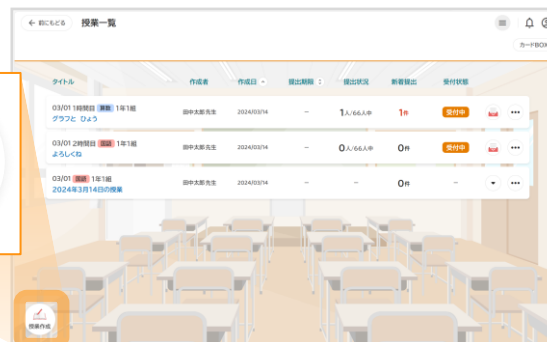 ← 前にもどる 授業一覧
カードBOX
タイトル 作成者 作成日 提出期限 提出状況 新着提出 受付状態
03/01 1時間目 算数 1年1組
グラフと ひょう
田中太郎先生 2024/03/14 - 1人/66人中 1件 受付中
03/01 2時間目 国語 1年1組
よろしくね
田中太郎先生 2024/03/14 - 0人/66人中 0件 受付中
03/01 国語 1年1組
2024年3月14日の授業
田中太郎先生 2024/03/14 - - 0件 -
授業作成